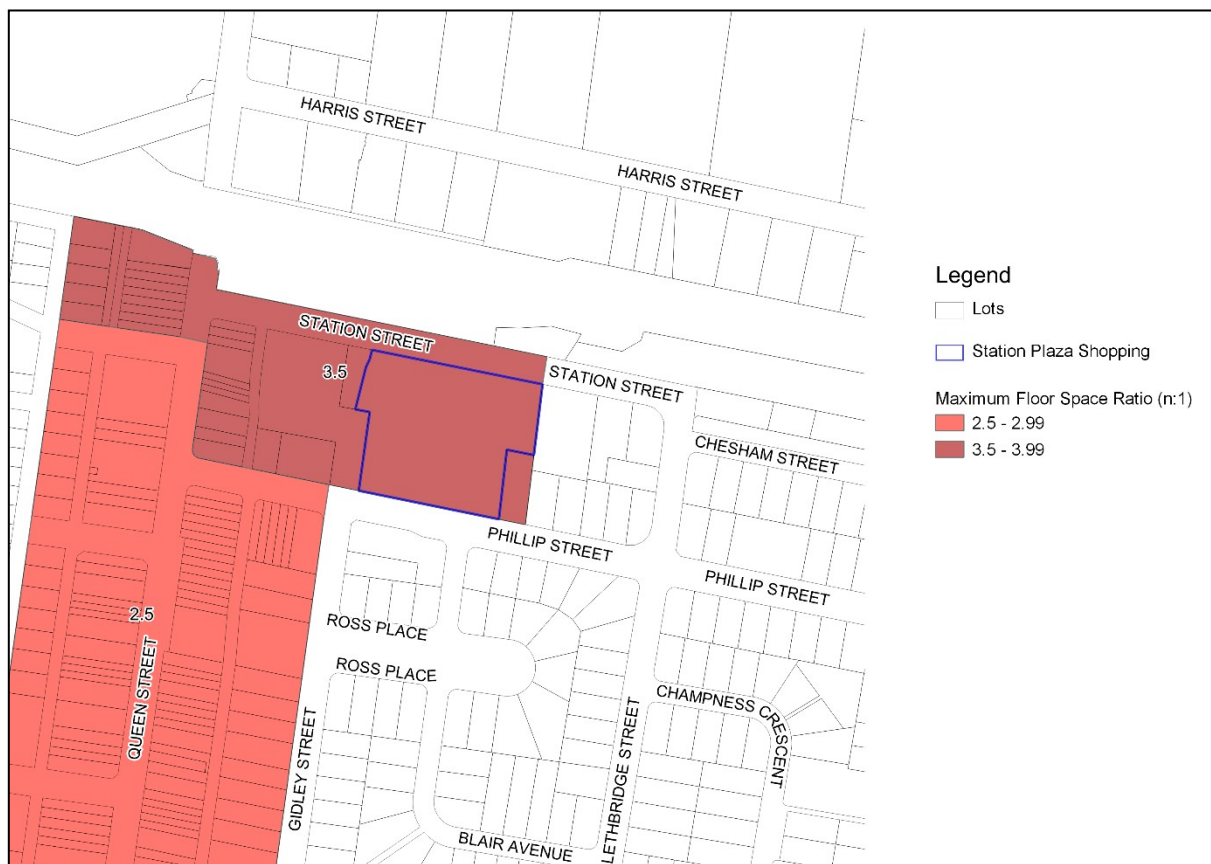 HARRIS STREET
HARRIS STREET
STATION STREET
3.5
STATION STREET
CHESHAM STREET
PHILLIP STREET
PHILLIP STREET
2.5
QUEEN STREET
ROSS PLACE
ROSS PLACE
GIDLEY STREET
LETHBRIDGE STREET
CHAMPNESS CRESCENT
BLAIR AVENUE
Legend
Lots
Station Plaza Shopping
Maximum Floor Space Ratio (n:1)
2.5 - 2.99
3.5 - 3.99